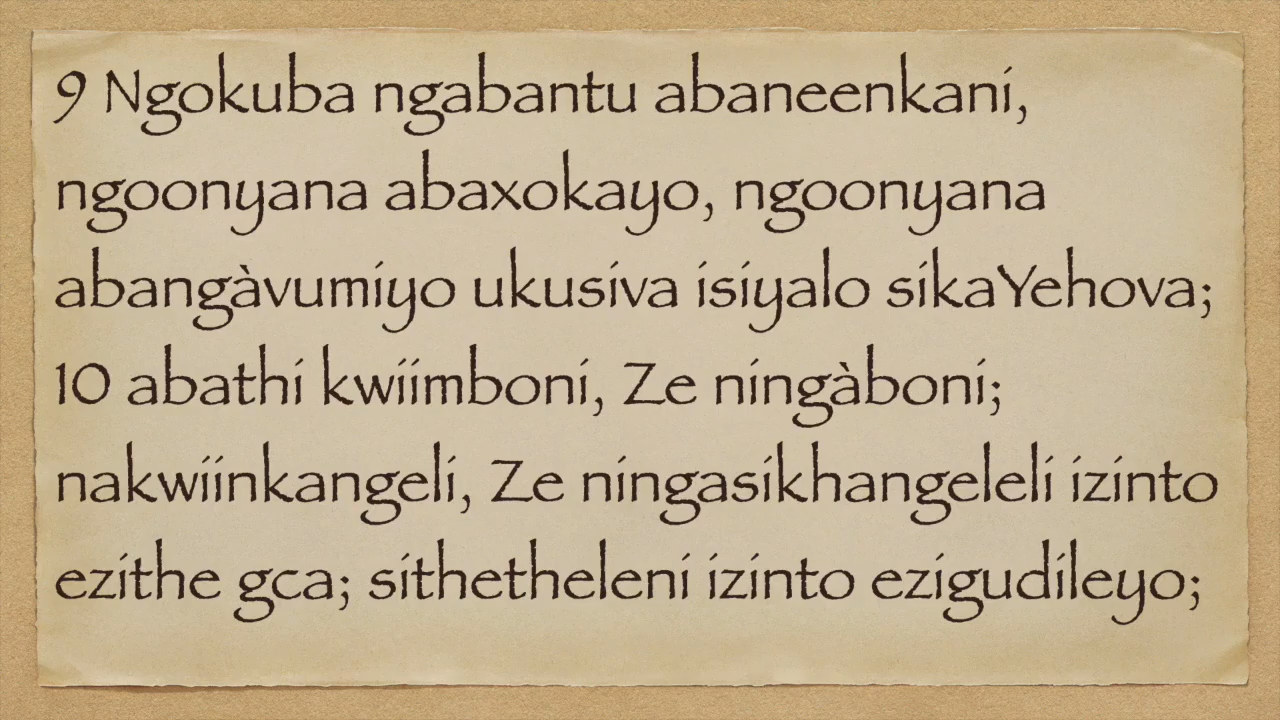 9 Ngokuba ngabantu abaneenkani,
ngoonyana abaxokayo, ngoonyana
abangàvumiyo ukusiva isiyalo sikaYehova;
10 abathi kwiimboni, Ze ningàboni;
nakwiinkangeli, Ze ningasikhangeleli izinto
ezithe gca; sithetheleni izinto ezigudileyo;